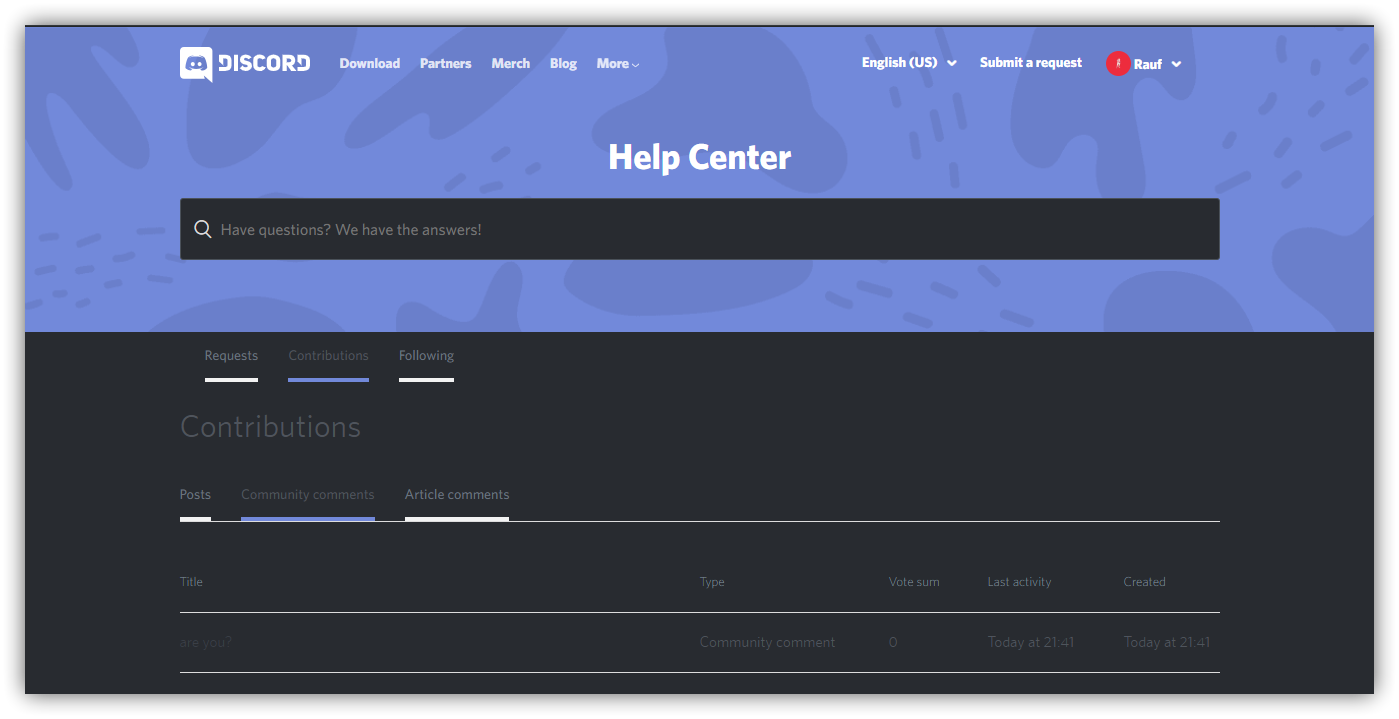 DISCORD Download Partners Merch Blog More English (US) Submit a request Rauf
Help Center
Have questions? We have the answers!
Requests Contributions Following
Contributions
Posts Community comments Article comments
Title Type Vote sum Last activity Created
are you? Community comment 0 Today at 21:41 Today at 21:41